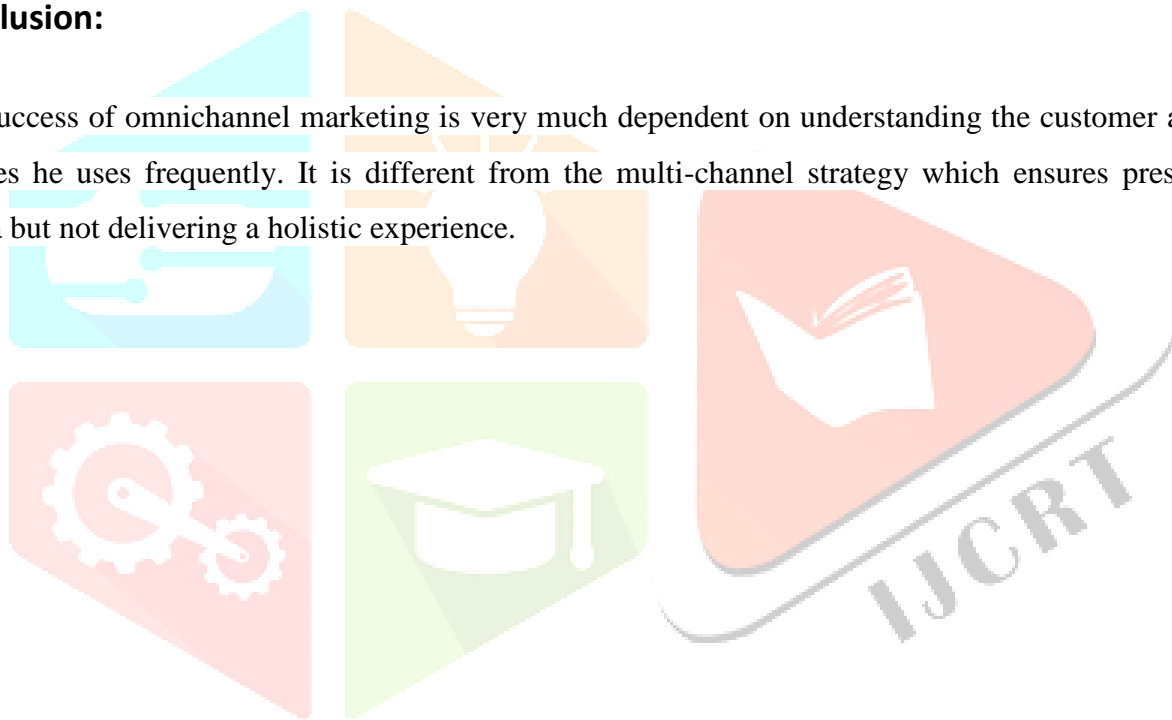 lusion:
uccess of omnichannel marketing is very much dependent on understanding the customer a
es he uses frequently. It is different from the multi-channel strategy which ensures pres
a but not delivering a holistic experience.
IJCRT